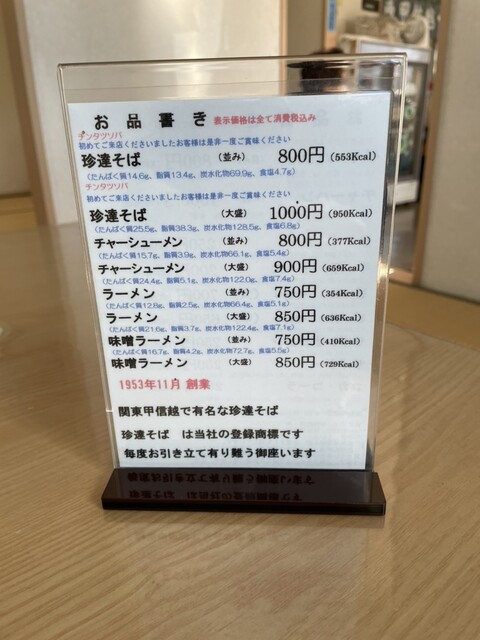 お品書き 表示価格は全て消費税込み
チンタツソバ
初めてご来店くださいましたお客様は是非一度ご賞味ください
珍達そば （並み） 800円 (553Kcal)
(たんぱく質14.6g、脂質13.4g、炭水化物69.9g、食塩4.7g)
チンタツソバ
初めてご来店くださいましたお客様は是非一度ご賞味ください
珍達そば （大盛） 1000円 (950Kcal)
(たんぱく質25.5g、脂質38.3g、炭水化物128.5g、食塩6.8g)
チャーシューメン （並み） 800円 (377Kcal)
(たんぱく質15.7g、脂質3.9g、炭水化物66.1g、食塩5.4g)
チャーシューメン （大盛） 900円 (659Kcal)
(たんぱく質24.4g、脂質5.1g、炭水化物122.0g、食塩7.4g)
ラーメン （並み） 750円 (354Kcal)
(たんぱく質12.8g、脂質2.5g、炭水化物66.4g、食塩5.1g)
ラーメン （大盛） 850円 (636Kcal)
(たんぱく質21.6g、脂質3.7g、炭水化物122.4g、食塩7.1g)
味噌ラーメン （並み） 750円 (410Kcal)
(たんぱく質16.7g、脂質4.2g、炭水化物72.7g、食塩5.5g)
味噌ラーメン （大盛） 850円 (729Kcal)
1953年11月 創業
関東甲信越で有名な珍達そば
珍達そば は当社の登録商標です
毎度お引き立て有り難う御座います